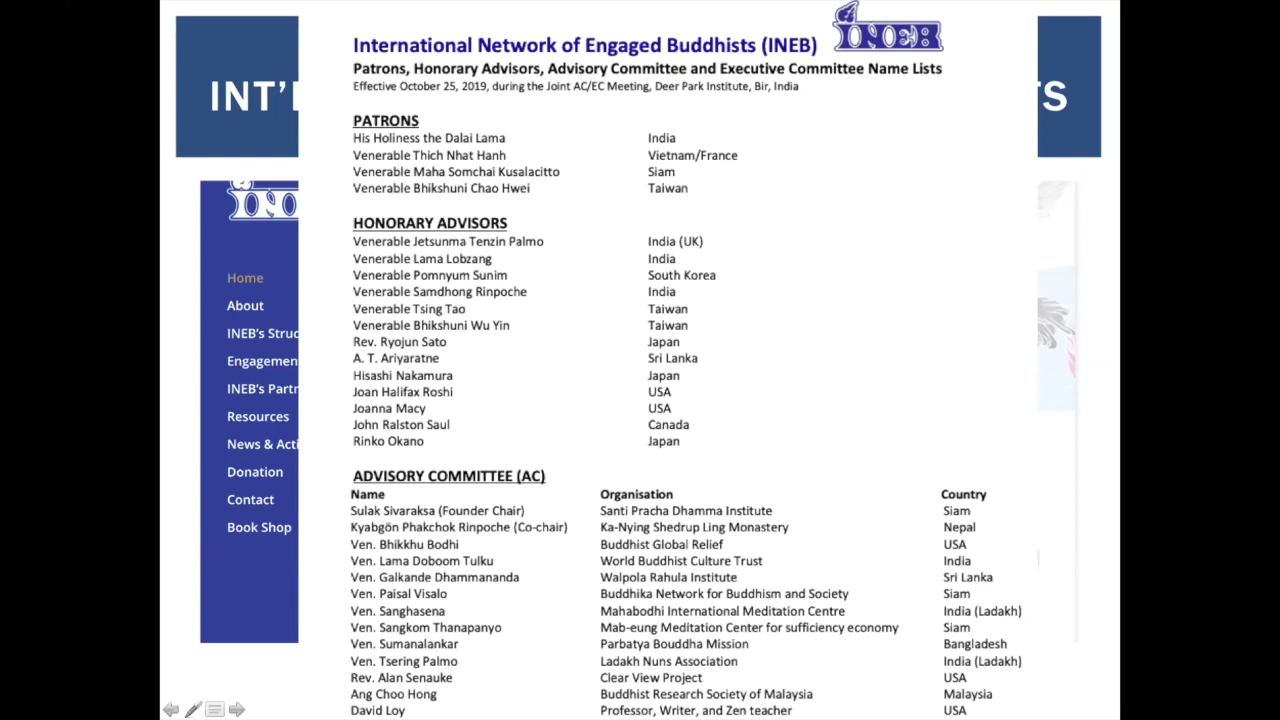 INT'
S
INEB
International Network of Engaged Buddhists (INEB)
Patrons, Honorary Advisors, Advisory Committee and Executive Committee Name Lists
Effective October 25, 2019, during the Joint AC/EC Meeting, Deer Park Institute, Bir, India
PATRONS
His Holiness the Dalai Lama India
Venerable Thich Nhat Hanh Vietnam/France
Venerable Maha Somchai Kusalacitto Siam
Venerable Bhikshuni Chao Hwei Taiwan
HONORARY ADVISORS
Venerable Jetsunma Tenzin Palmo India (UK)
Venerable Lama Lobzang India
Venerable Pomnyum Sunim South Korea
Venerable Samdhong Rinpoche India
Venerable Tsing Tao Taiwan
Venerable Bhikshuni Wu Yin Taiwan
Rev. Ryojun Sato Japan
A. T. Ariyaratne Sri Lanka
Hisashi Nakamura Japan
Joan Halifax Roshi USA
Joanna Macy USA
John Ralston Saul Canada
Rinko Okano Japan
ADVISORY COMMITTEE (AC)
Name Organisation Country
Sulak Sivaraksa (Founder Chair) Santi Pracha Dhamma Institute Siam
Kyabgön Phakchok Rinpoche (Co-chair) Ka-Nying Shedrup Ling Monastery Nepal
Ven. Bhikkhu Bodhi Buddhist Global Relief USA
Ven. Lama Doboom Tulku World Buddhist Culture Trust India
Ven. Galkande Dhammananda Walpola Rahula Institute Sri Lanka
Ven. Paisal Visalo Buddhika Network for Buddhism and Society Siam
Ven. Sanghasena Mahabodhi International Meditation Centre India (Ladakh)
Ven. Sangkom Thanapanyo Mab-eung Meditation Center for sufficiency economy Siam
Ven. Sumanalankar Parbatya Bouddha Mission Bangladesh
Ven. Tsering Palmo Ladakh Nuns Association India (Ladakh)
Rev. Alan Senauke Clear View Project USA
Ang Choo Hong Buddhist Research Society of Malaysia Malaysia
David Loy Professor, Writer, and Zen teacher USA
Home
About
INEB's Struc
Engagemen
INEB's Partn
Resources
News & Acti
Donation
Contact
Book Shop